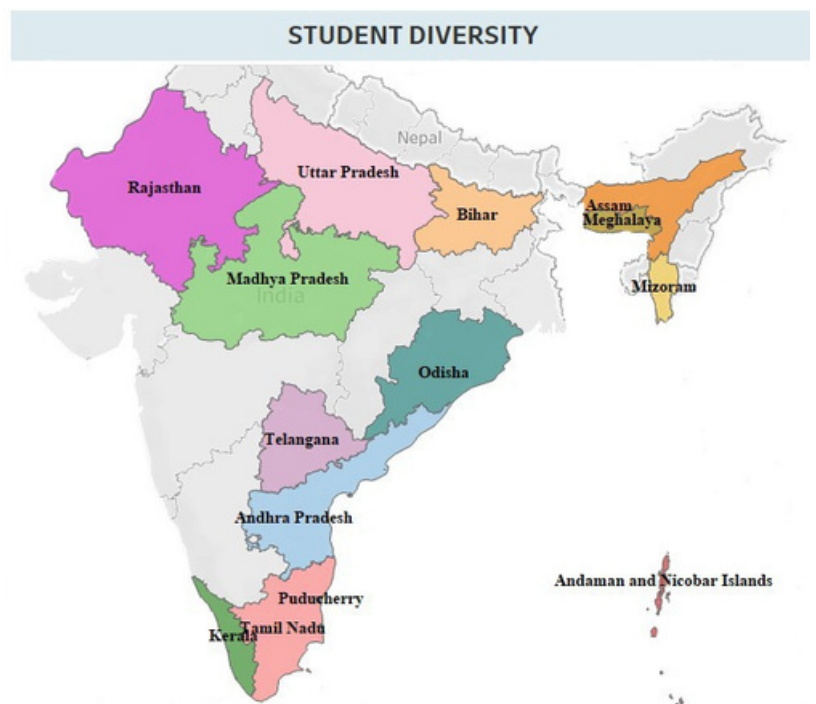 STUDENT DIVERSITY
Nepal
Uttar Pradesh
Rajasthan
Bihar
Assam
Meghalaya
Madhya Pradesh
India
Mizoram
Odisha
Telangana
Andhra Pradesh
Andaman and Nicobar Islands
Puducherry
Tamil Nadu
Kerala